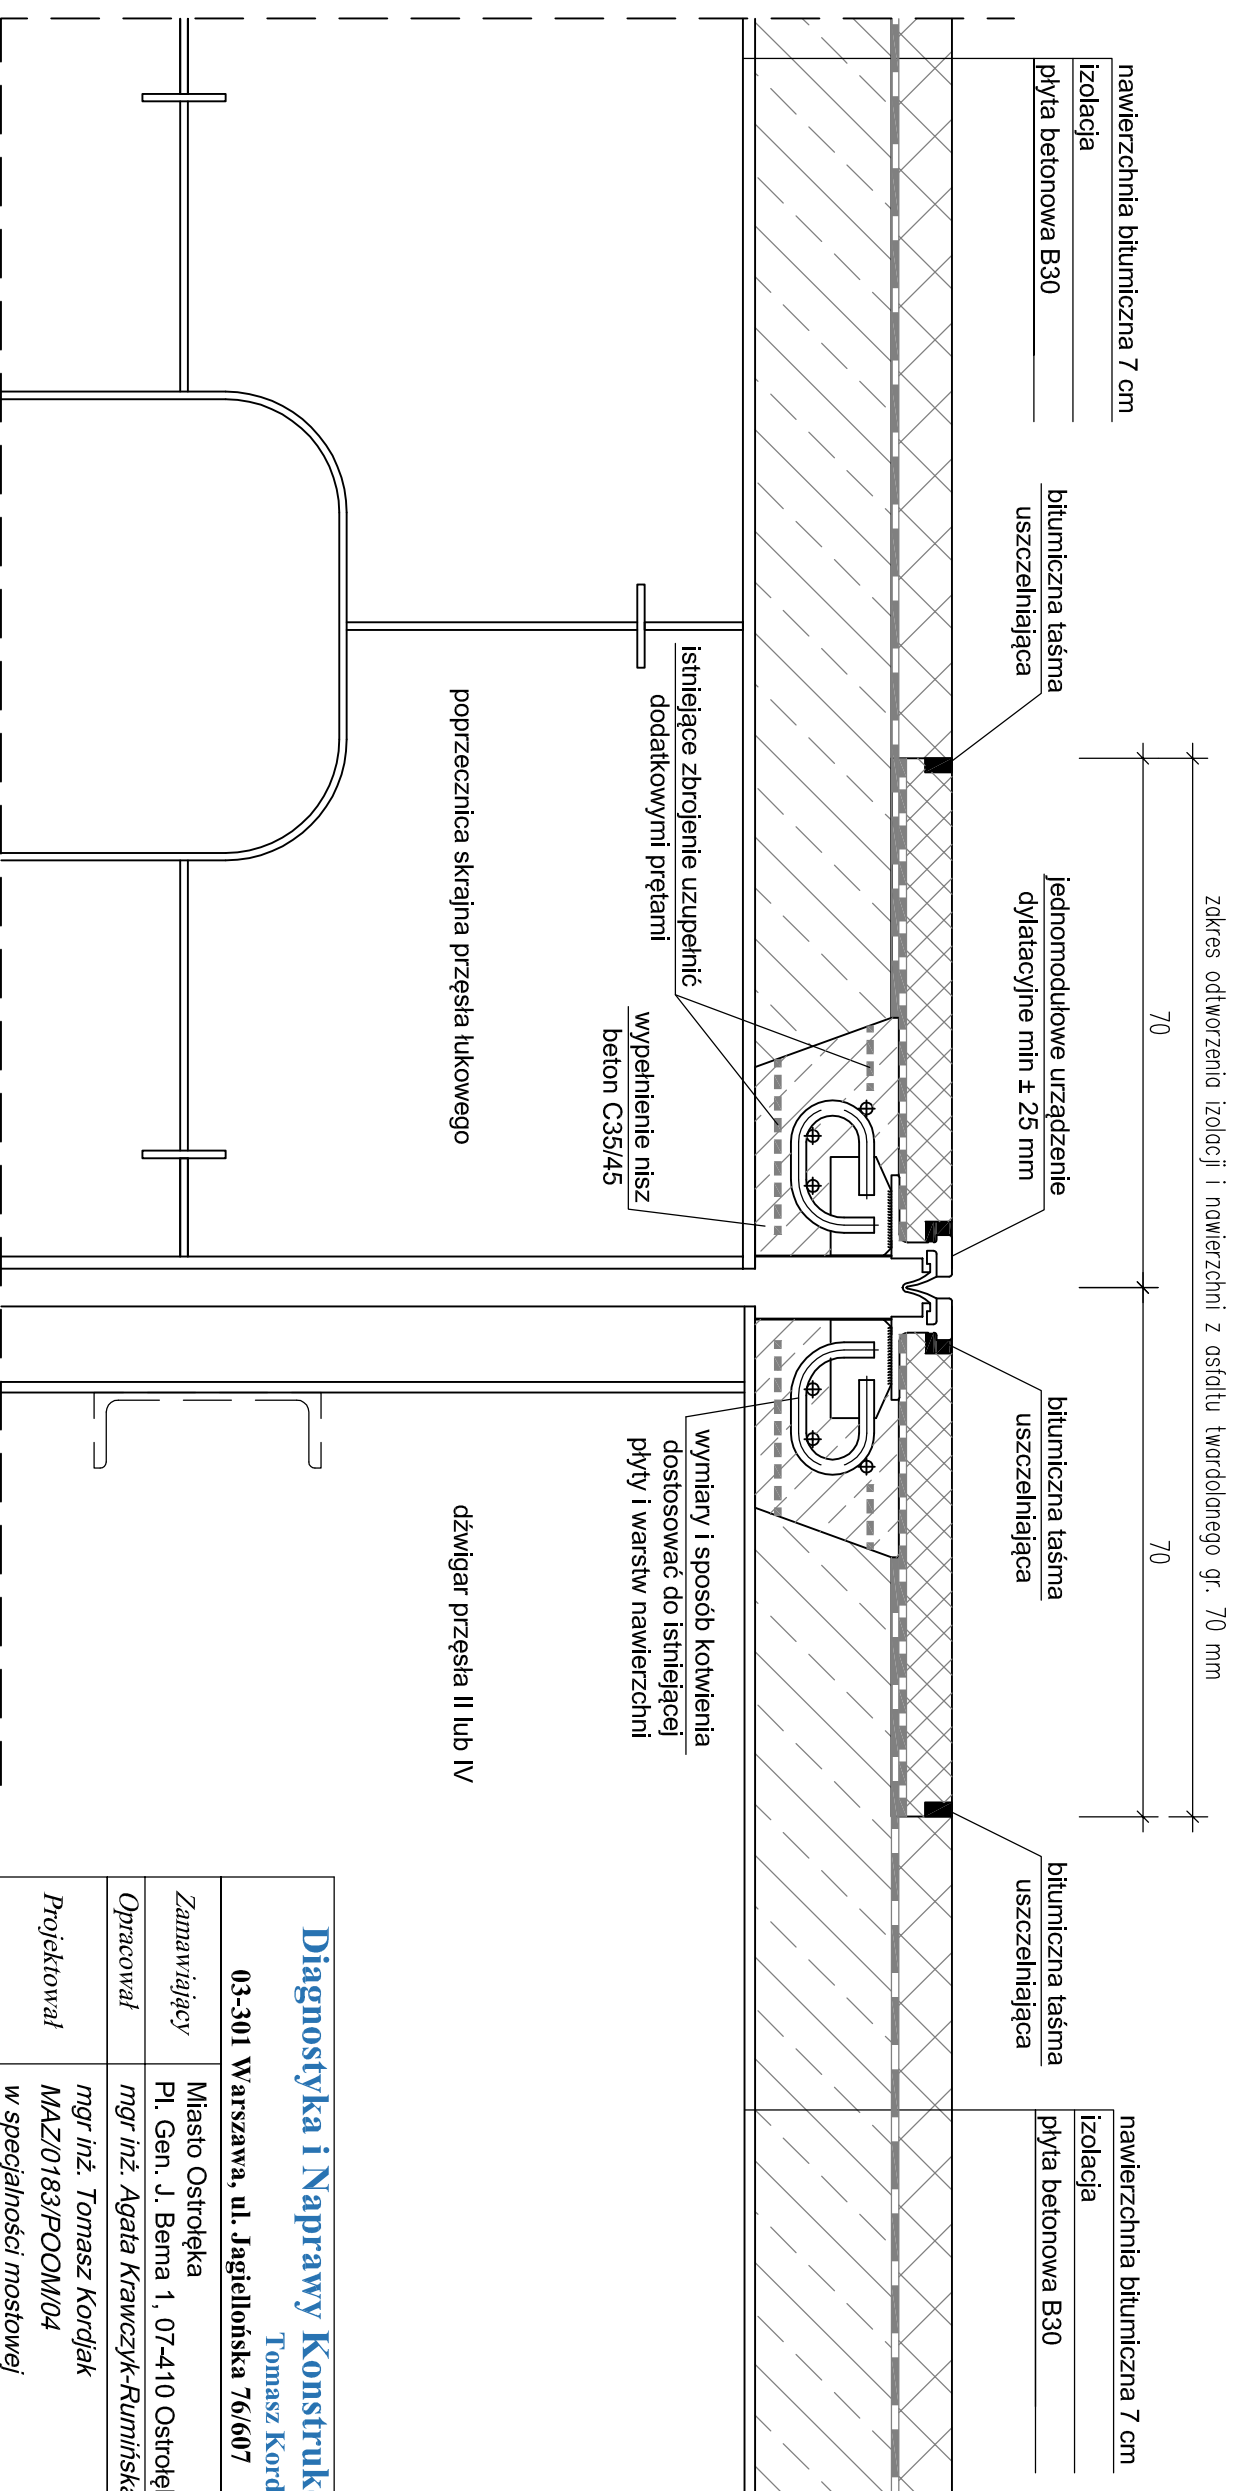 zakres odtworzenia izolacji i nawierzchni z asfaltu twardolanego gr. 70 mm
70
70
nawierzchnia bitumiczna 7 cm
izolacja
płyta betonowa B30
bitumiczna taśma
uszczelniająca
jednomodułowe urządzenie
dylatacyjne min ± 25 mm
bitumiczna taśma
uszczelniająca
bitumiczna taśma
uszczelniająca
nawierzchnia bitumiczna 7 cm
izolacja
płyta betonowa B30
istniejące zbrojenie uzupełnić
dodatkowymi prętami
wypełnienie nisz
beton C35/45
wymiary i sposób kotwienia
dostosować do istniejącej
płyty i warstw nawierzchni
poprzecznica skrajna przęsła łukowego
dźwigar przęsła II lub IV
Diagnostyka i Naprawy Konstruk
Tomasz Kord
03-301 Warszawa, ul. Jagiellońska 76/607
Zamawiający
Miasto Ostrołęka
Pl. Gen. J. Bema 1, 07-410 Ostrołę
Opracował
mgr inż. Agata Krawczyk-Rumińska
Projektował
mgr inż. Tomasz Kordjak
MAZ/0183/POOM/04
w specjalności mostowej